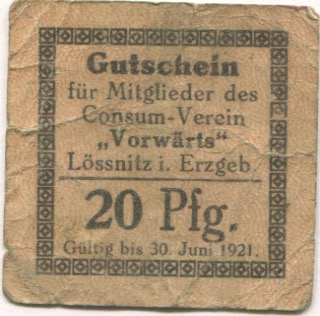 Gutschein
für Mitglieder des
Consum-Verein
„Vorwärts“
Lössnitz i. Erzgeb.
20 Pfg.
Gültig bis 30. Juni 1921.